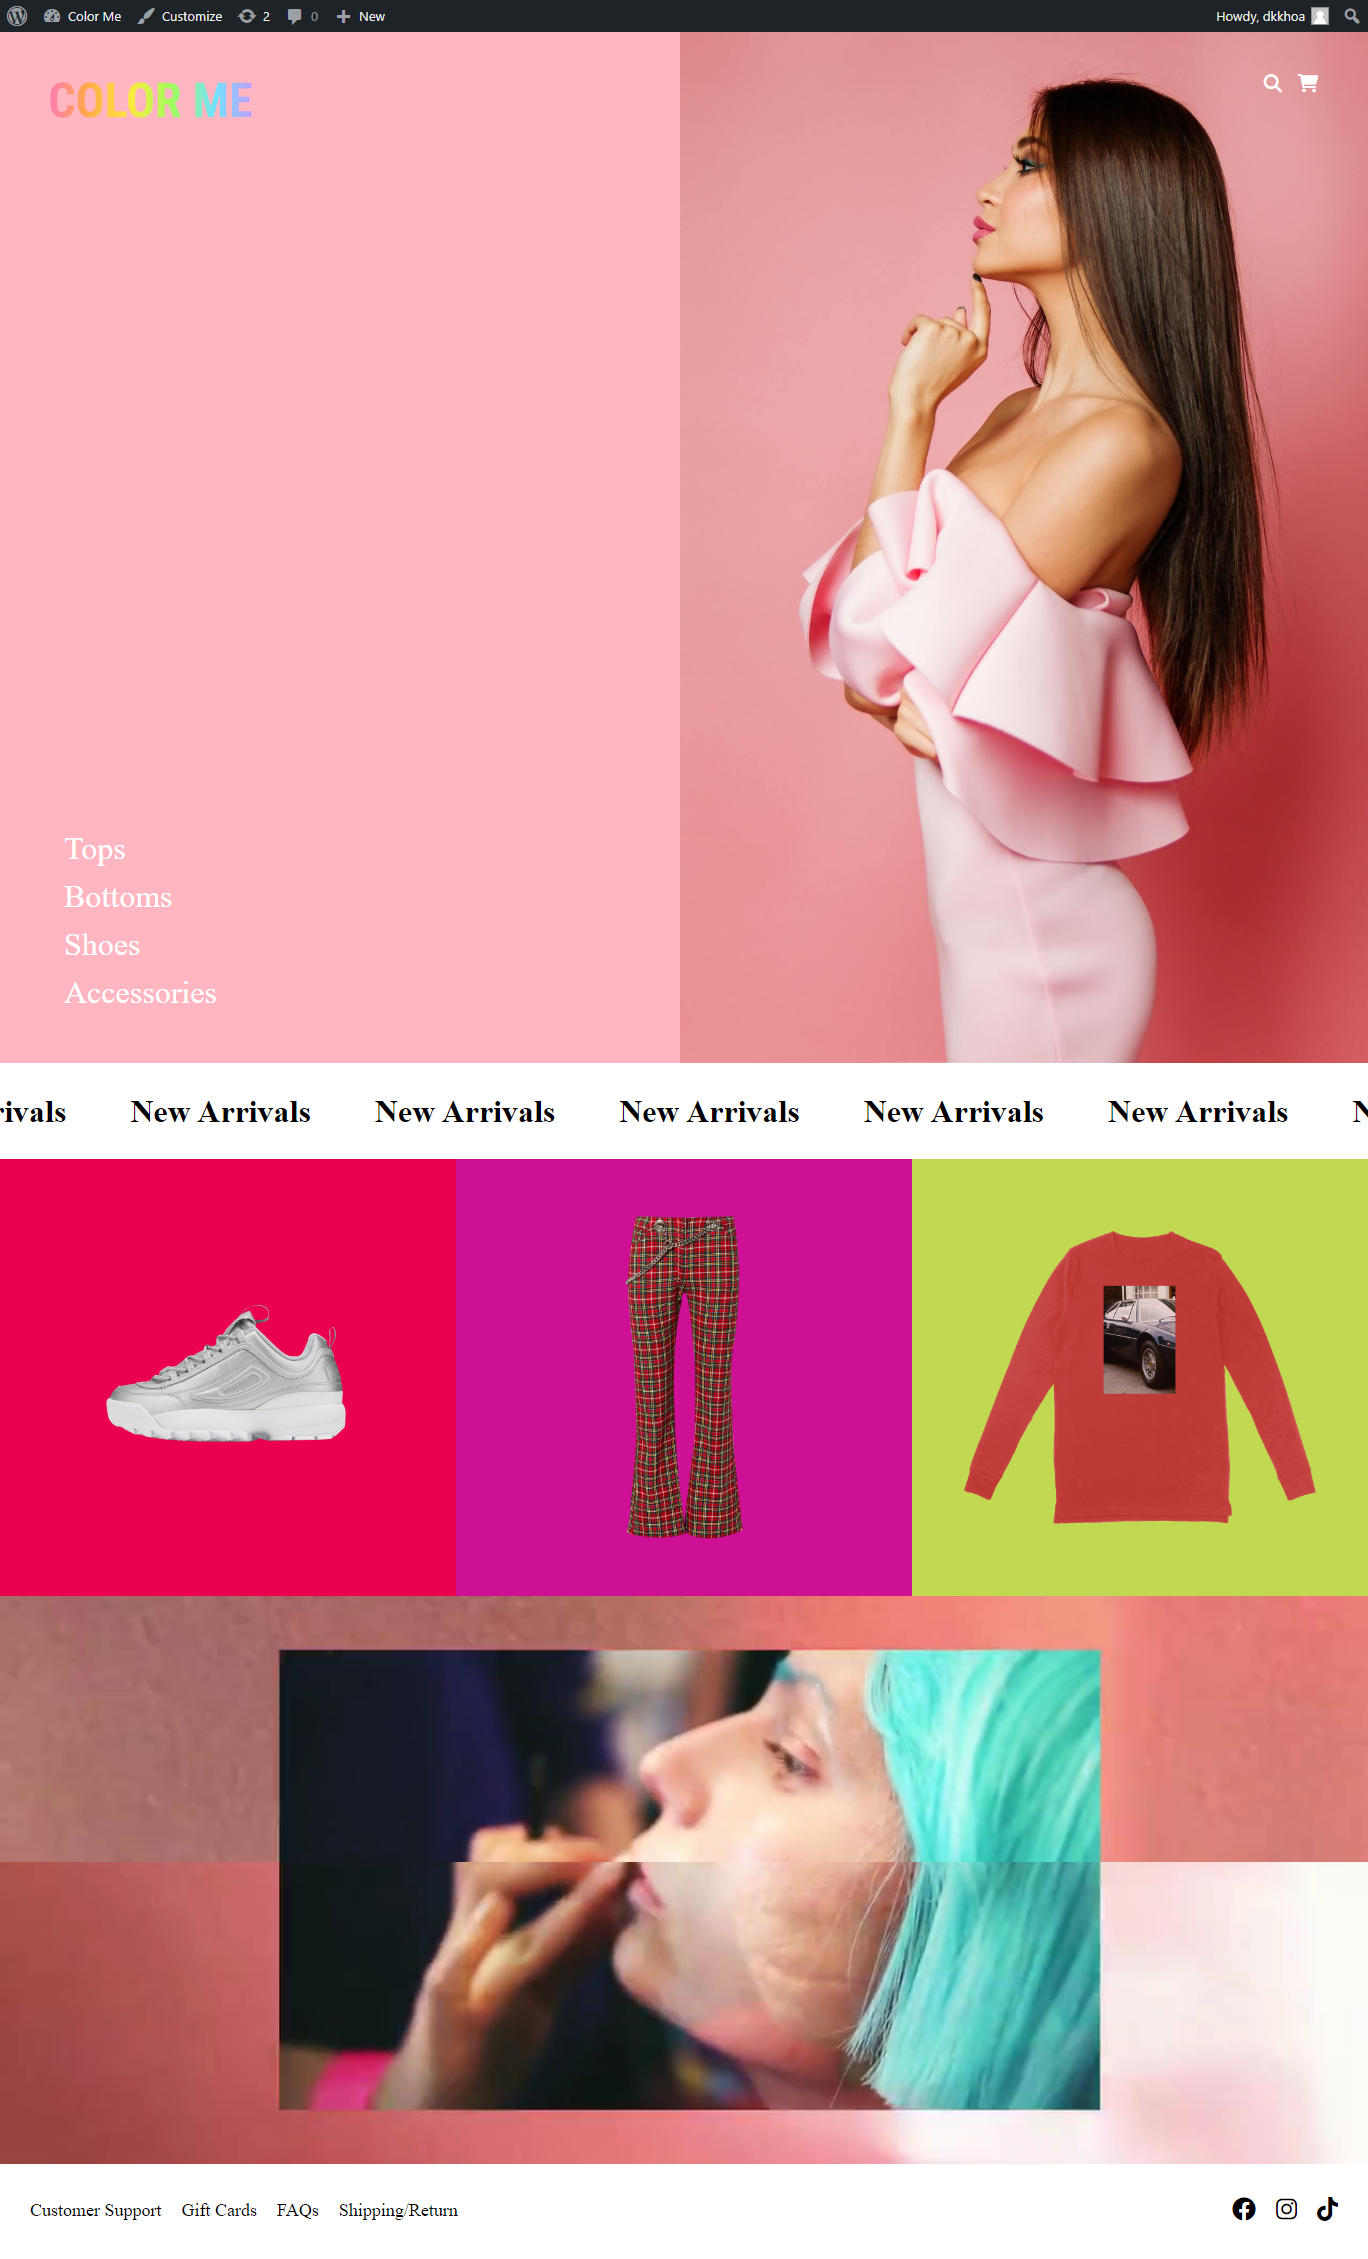 Color Me Customize 2 0 New Howdy, dkkhoa
COLOR ME
Tops
Bottoms
Shoes
Accessories
rivals New Arrivals New Arrivals New Arrivals New Arrivals New Arrivals N
Customer Support Gift Cards FAQs Shipping/Return